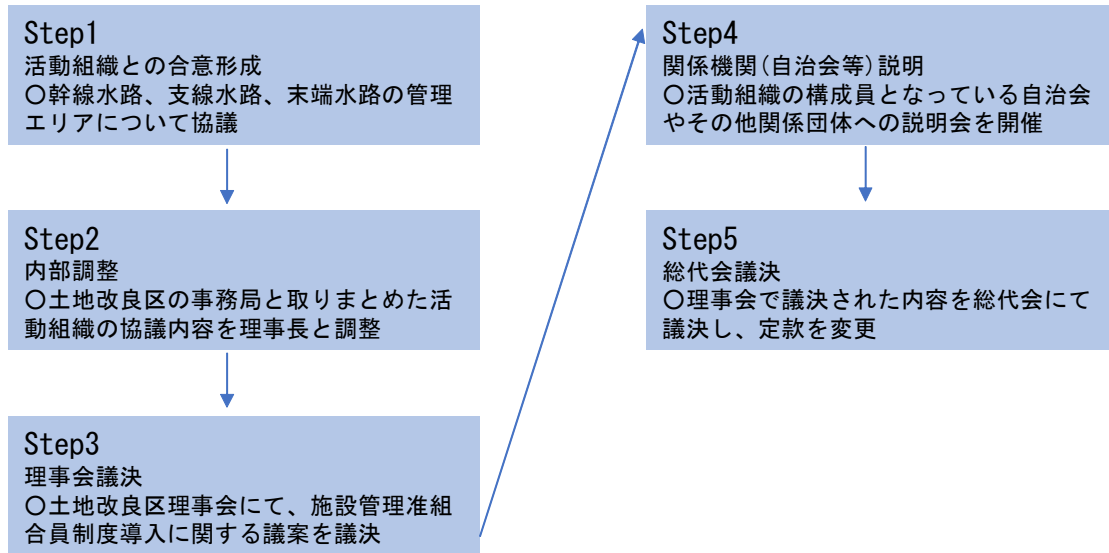 Step1
活動組織との合意形成
〇幹線水路、支線水路、末端水路の管理
エリアについて協議
Step2
内部調整
〇土地改良区の事務局と取りまとめた活
動組織の協議内容を理事長と調整
Step3
理事会議決
〇土地改良区理事会にて、施設管理准組
合員制度導入に関する議案を議決
Step4
関係機関(自治会等)説明
〇活動組織の構成員となっている自治会
やその他関係団体への説明会を開催
Step5
総代会議決
〇理事会で議決された内容を総代会にて
議決し、定款を変更